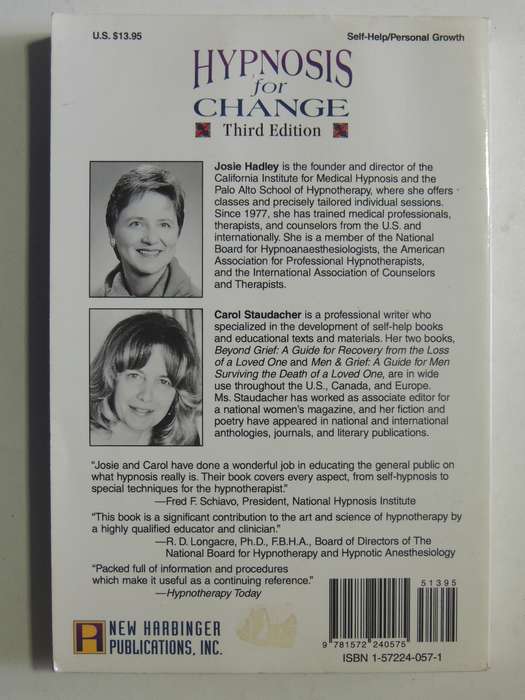 U.S. $13.95
Self-Help/Personal Growth
HYPNOSIS
for
CHANGE
Third Edition
Josie Hadley is the founder and director of the
California Institute for Medical Hypnosis and the
Palo Alto School of Hypnotherapy, where she offers
classes and precisely tailored individual sessions.
Since 1977, she has trained medical professionals,
therapists, and counselors from the U.S. and
internationally. She is a member of the National
Board for Hypnoanaesthesiologists, the American
Association for Professional Hypnotherapists,
and the International Association of Counselors
and Therapists.
Carol Staudacher is a professional writer who
specialized in the development of self-help books
and educational texts and materials. Her two books,
Beyond Grief: A Guide for Recovery from the Loss
of a Loved One and Men & Grief: A Guide for Men
Surviving the Death of a Loved One, are in wide
use throughout the U.S., Canada, and Europe.
Ms. Staudacher has worked as associate editor for
a national women's magazine, and her fiction and
poetry have appeared in national and international
anthologies, journals, and literary publications.
"Josie and Carol have done a wonderful job in educating the general public on
what hypnosis really is. Their book covers every aspect, from self-hypnosis to
special techniques for the hypnotherapist."
—Fred F. Schiavo, President, National Hypnosis Institute
"This book is a significant contribution to the art and science of hypnotherapy by
a highly qualified educator and clinician."
—R. D. Longacre, Ph.D., F.B.H.A., Board of Directors of The
National Board for Hypnotherapy and Hypnotic Anesthesiology
"Packed full of information and procedures
which make it useful as a continuing reference."
—Hypnotherapy Today
NEW HARBINGER
PUBLICATIONS, INC.
51395
9 781572 240575
ISBN 1-57224-057-1